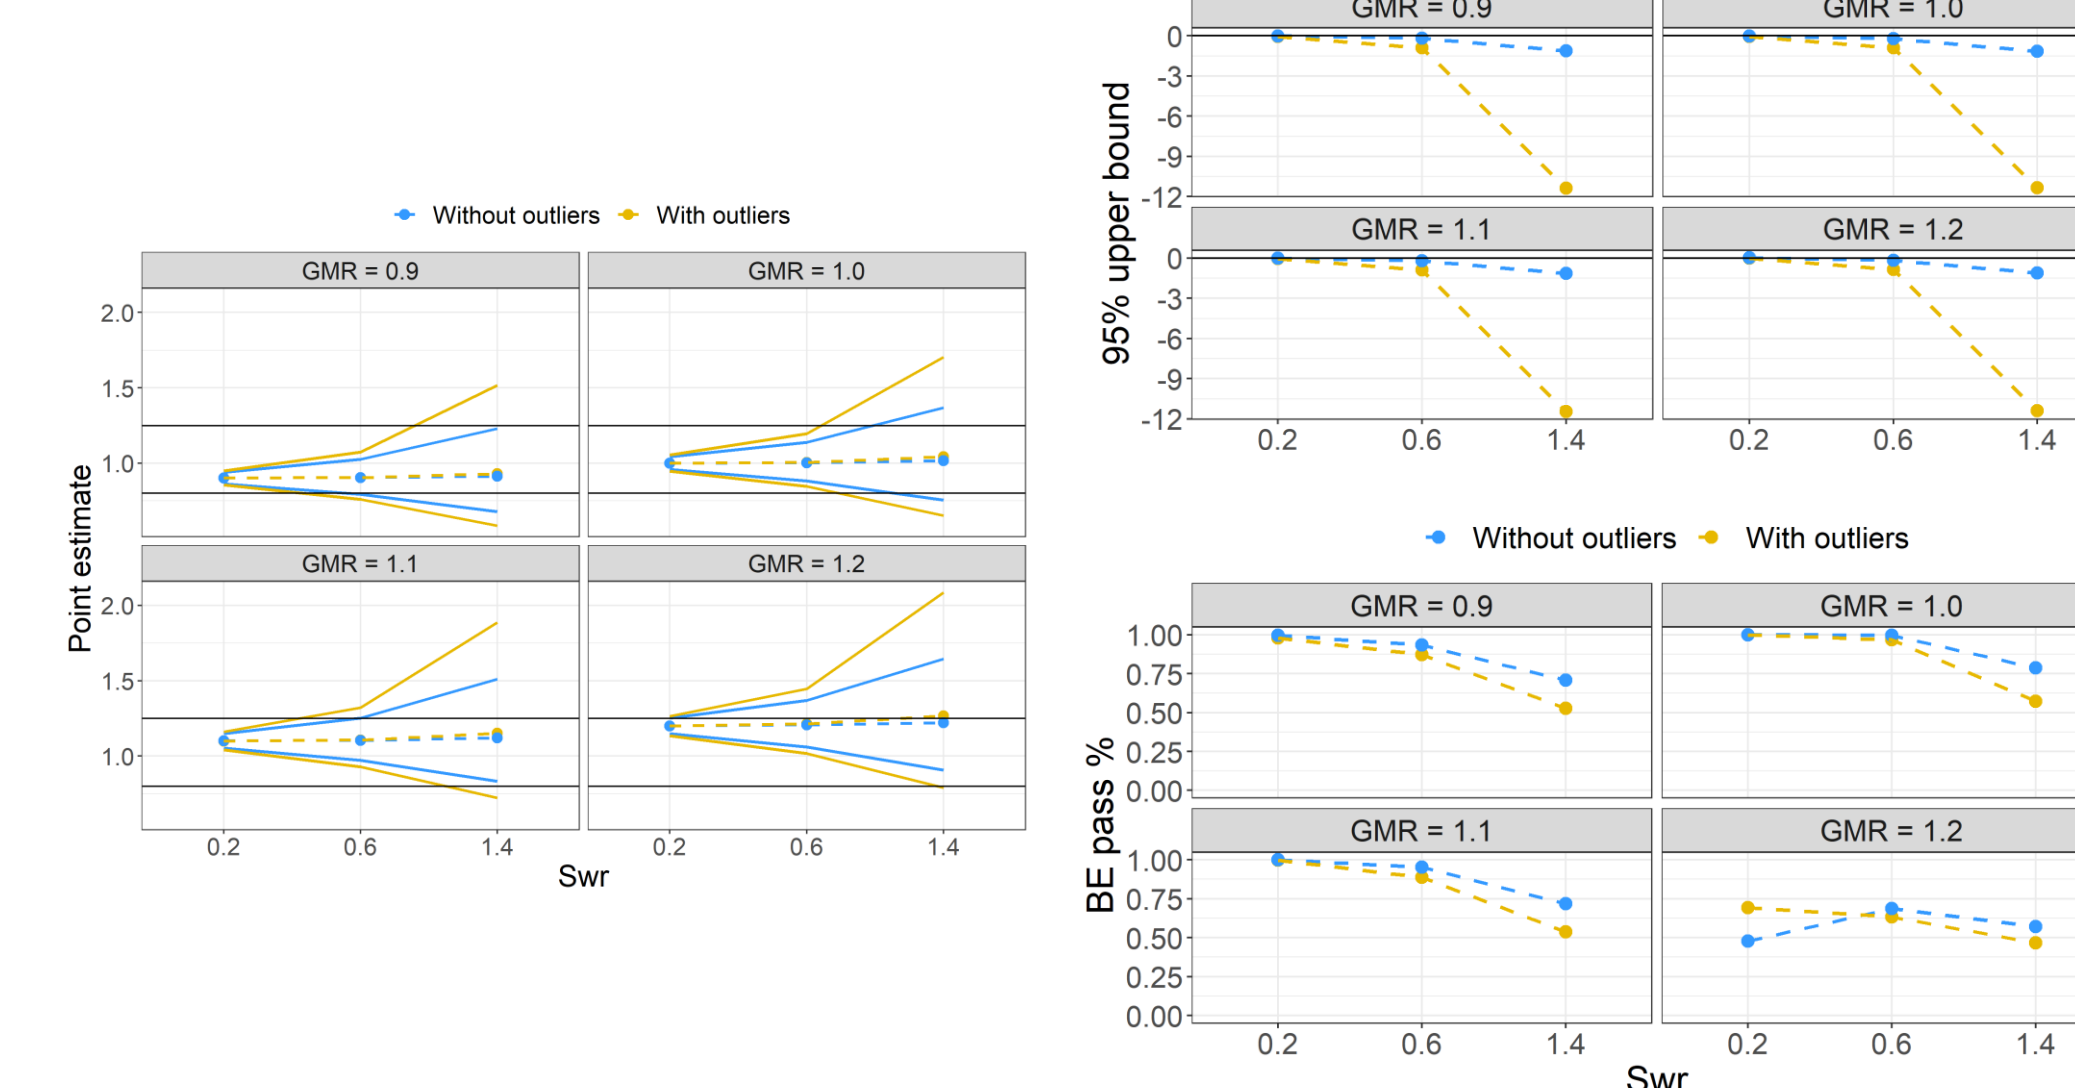 Without outliers With outliers
GMR = 0.9 GMR = 1.0
2.0
1.5
1.0
GMR = 1.1 GMR = 1.2
2.0
1.5
1.0
0.2 0.6 1.4 0.2 0.6 1.4
Point estimate
Swr
GMR = 0.9 GMR = 1.0
0
-3
-6
-9
-12
GMR = 1.1 GMR = 1.2
0
-3
-6
-9
-12
0.2 0.6 1.4 0.2 0.6 1.4
95% upper bound
Without outliers With outliers
GMR = 0.9 GMR = 1.0
1.00
0.75
0.50
0.25
0.00
GMR = 1.1 GMR = 1.2
1.00
0.75
0.50
0.25
0.00
0.2 0.6 1.4 0.2 0.6 1.4
BE pass %
Swr